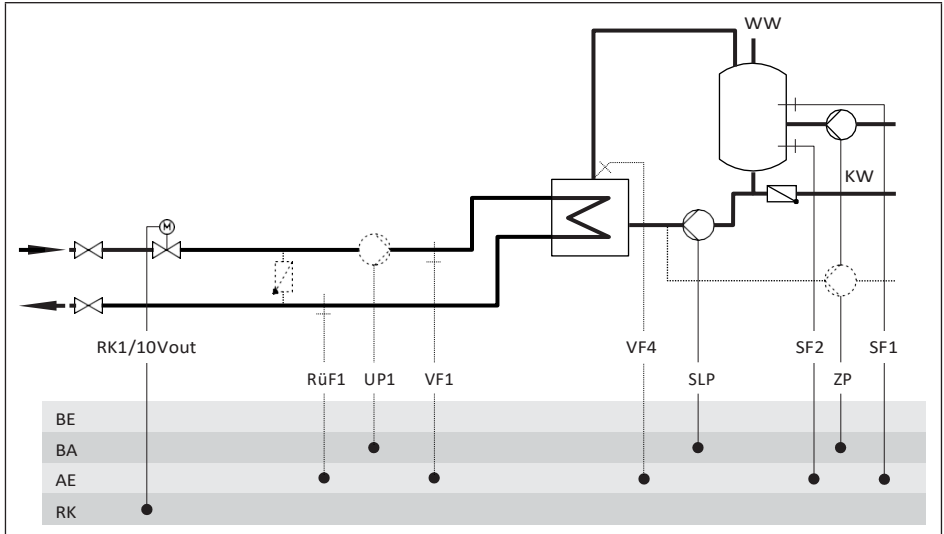 WW
KW
M
RK1/10Vout VF4 SF2 SF1
RüF1 UP1 VF1 SLP ZP
BE
BA
AE
RK